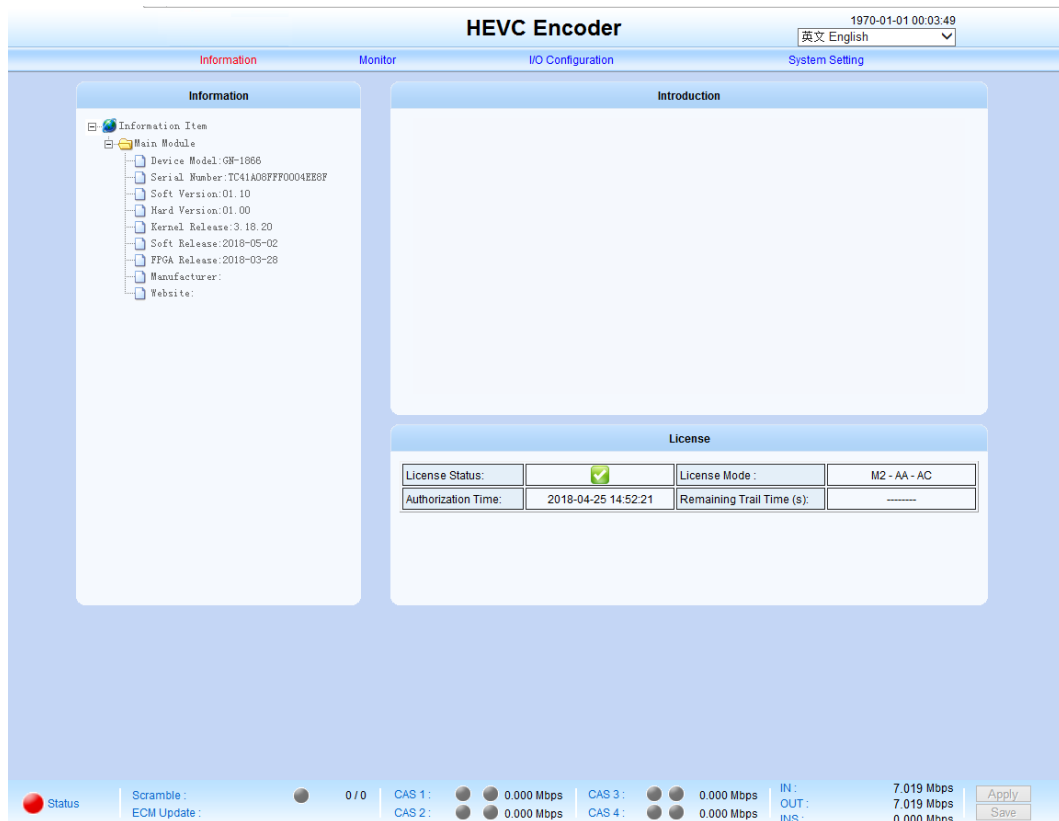 HEVC Encoder
1970-01-01 00:03:49
英文 English
Information Monitor I/O Configuration System Setting
Information
Information Item
Main Module
Device Model:GN-1866
Serial Number:TC41A08FFF0004EE8F
Soft Version:01.10
Hard Version:01.00
Kernel Release:3.18.20
Soft Release:2018-05-02
FPGA Release:2018-03-28
Manufacturer:
Website:
Introduction
License
License Status: License Mode : M2 - AA - AC
Authorization Time: 2018-04-25 14:52:21 Remaining Trail Time (s): --------
Status
Scramble : 0 / 0
ECM Update :
CAS 1 : 0.000 Mbps CAS 3 : 0.000 Mbps
CAS 2 : 0.000 Mbps CAS 4 : 0.000 Mbps
IN : 7.019 Mbps
OUT : 7.019 Mbps
INS : 0.000 Mbps
Apply
Save